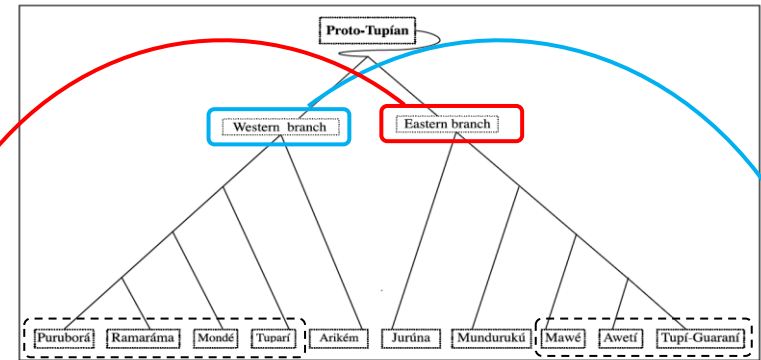 Proto-Tupían
Western branch
Eastern branch
Puruborá Ramaráma Mondé Tuparí Arikém Jurúna Mundurukú Mawé Awetí Tupí-Guaraní